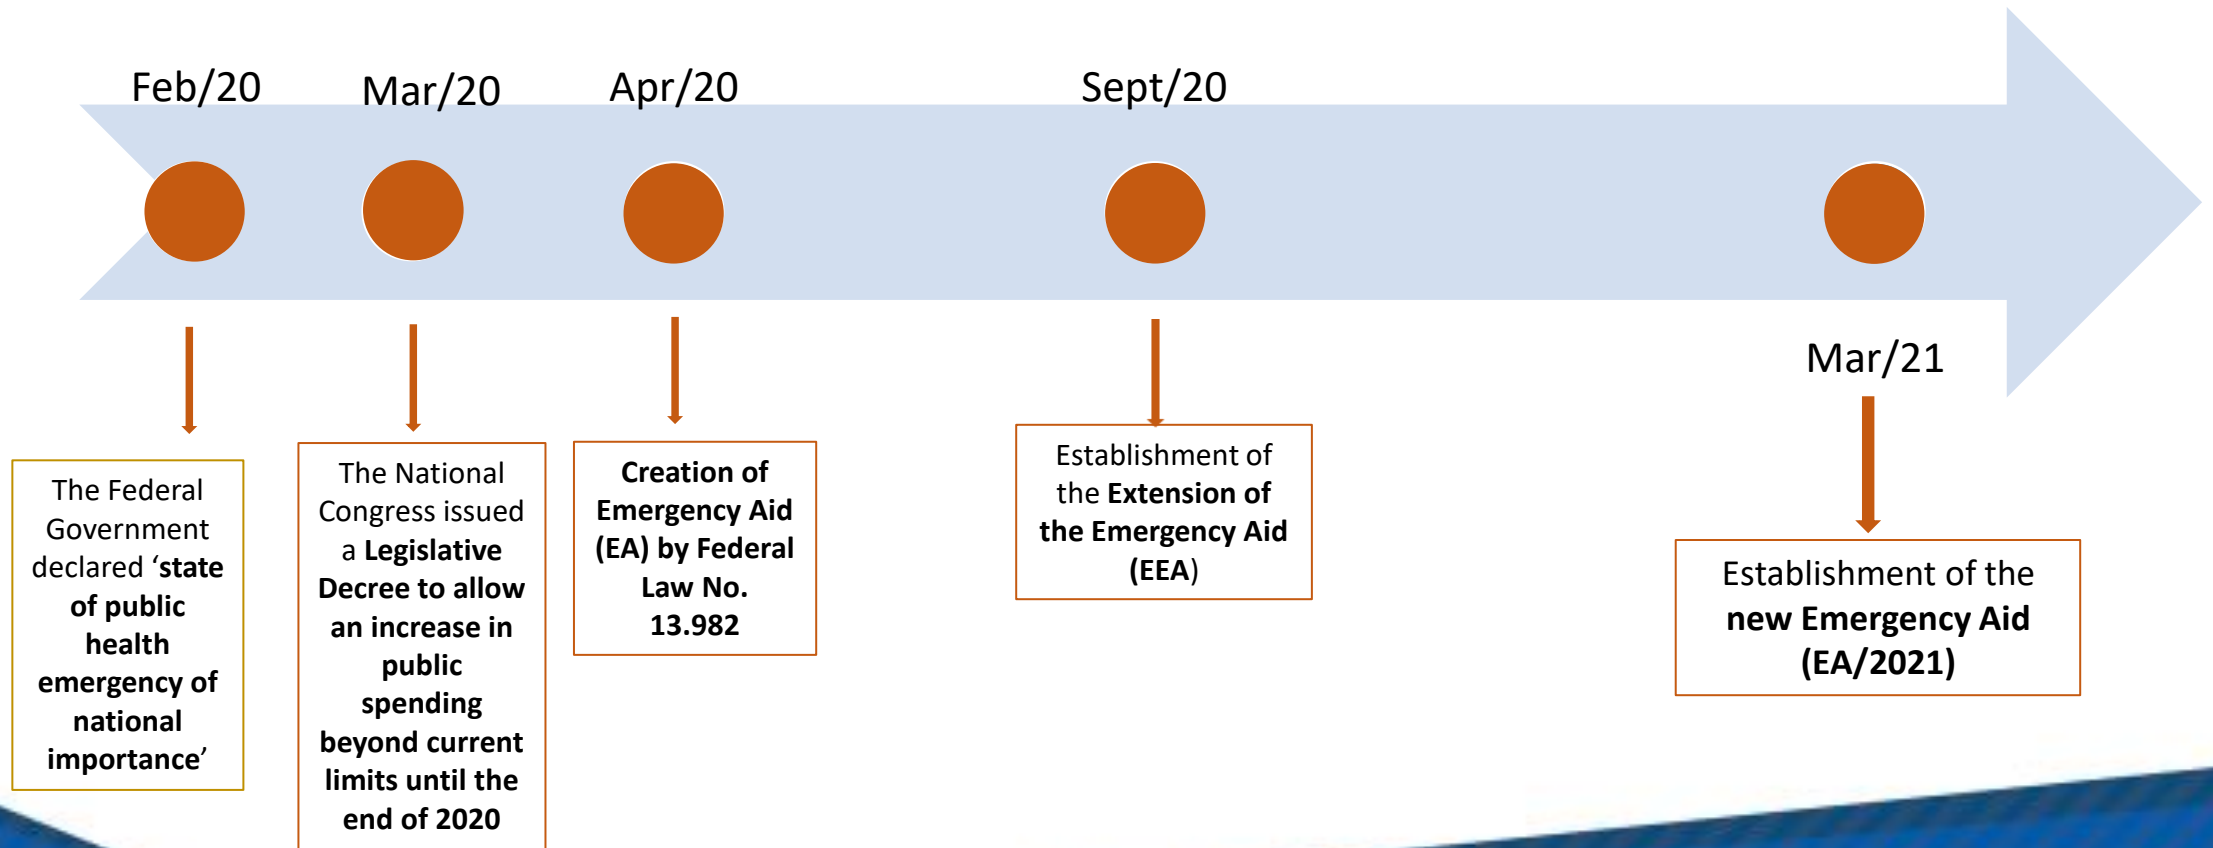 Feb/20
Mar/20
Apr/20
Sept/20
Mar/21
The Federal
Government
declared ‘state
of public
health
emergency of
national
importance’
The National
Congress issued
a Legislative
Decree to allow
an increase in
public
spending
beyond current
limits until the
end of 2020
Creation of
Emergency Aid
(EA) by Federal
Law No.
13.982
Establishment of
the Extension of
the Emergency Aid
(EEA)
Establishment of the
new Emergency Aid
(EA/2021)